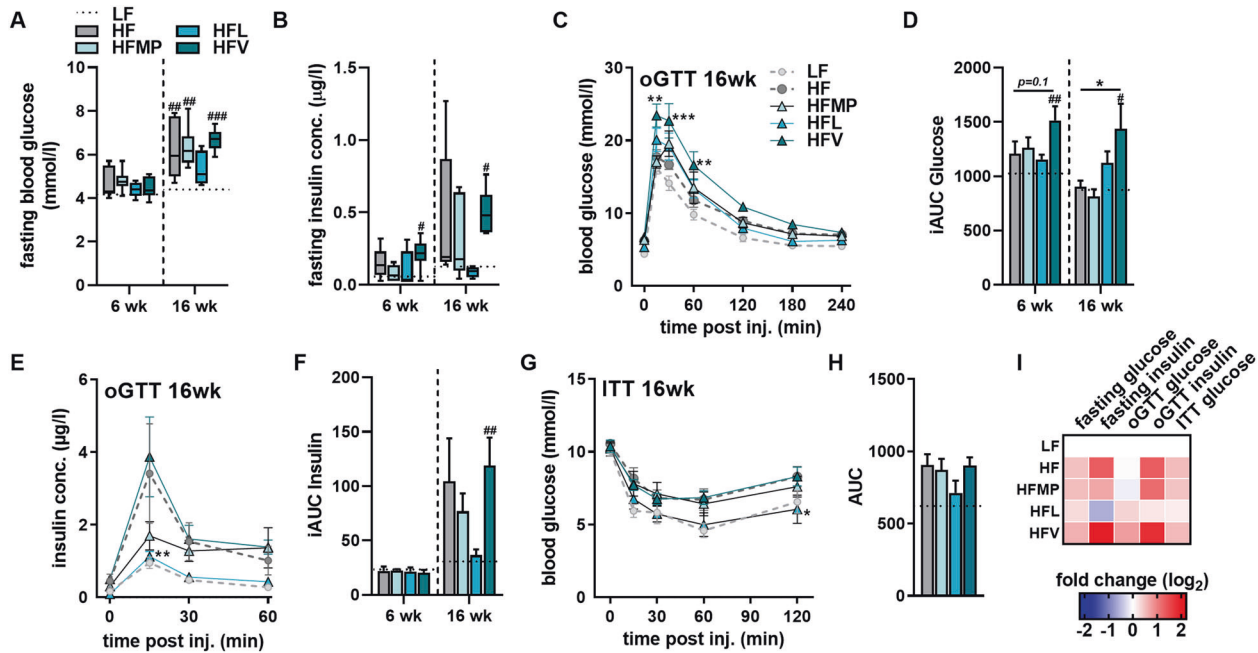 A
LF
HF
HFL
HFMP
HFV
fasting blood glucose
(mmol/l)
10
8
6
4
2
0
##
##
###
6 wk
16 wk
B
fasting insulin conc. (µg/l)
1.5
1.0
0.5
0.0
#
#
6 wk
16 wk
C
oGTT 16wk
blood glucose (mmol/l)
30
20
10
0
**
***
**
LF
HF
HFMP
HFL
HFV
0
60
120
180
240
time post inj. (min)
D
iAUC Glucose
2000
1500
1000
500
0
p=0.1
##
*
#
6 wk
16 wk
E
oGTT 16wk
insulin conc. (µg/l)
6
4
2
0
**
0
30
60
time post inj. (min)
F
iAUC Insulin
200
150
100
50
0
##
6 wk
16 wk
G
ITT 16wk
blood glucose (mmol/l)
15
10
5
0
*
0
30
60
90
120
time post inj. (min)
H
AUC
1500
1000
500
0
I
fasting glucose
fasting insulin
oGTT glucose
oGTT insulin
ITT glucose
LF
HF
HFMP
HFL
HFV
fold change (log2)
-2 -1 0 1 2